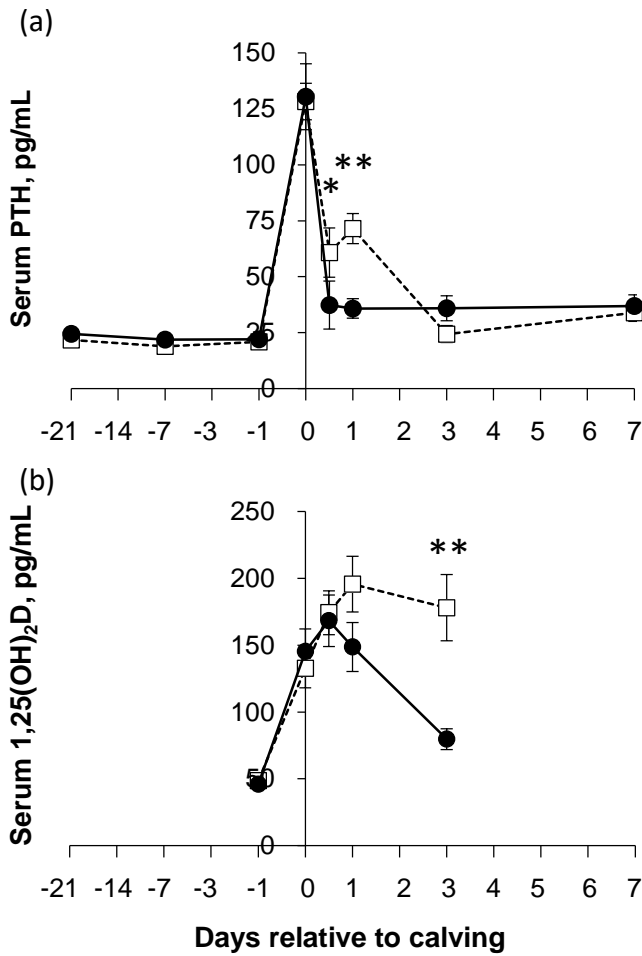 (a)
Serum PTH, pg/mL
150
125
100
75
50
25
0
*
**
-21 -14 -7 -3 -1 0 1 2 3 4 5 6 7
(b)
Serum 1,25(OH)₂D, pg/mL
250
200
150
100
50
0
**
-21 -14 -7 -3 -1 0 1 2 3 4 5 6 7
Days relative to calving